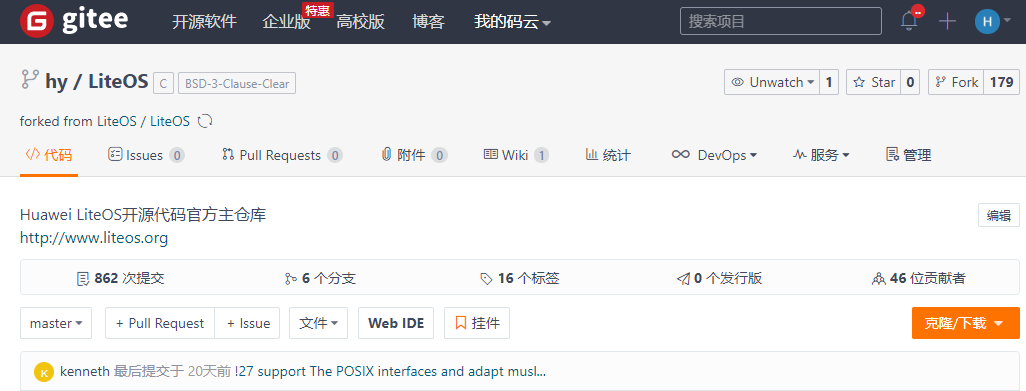 gitee 开源软件 企业版 特惠 高校版 博客 我的码云 搜索项目 H
hy / LiteOS C BSD-3-Clause-Clear Unwatch 1 Star 0 Fork 179
forked from LiteOS / LiteOS
代码 Issues 0 Pull Requests 0 附件 0 Wiki 1 统计 DevOps 服务 管理
Huawei LiteOS开源代码官方主仓库 编辑
http://www.liteos.org
862 次提交 6 个分支 16 个标签 0 个发行版 46 位贡献者
master + Pull Request + Issue 文件 Web IDE 挂件 克隆/下载
K kenneth 最后提交于 20天前 !27 support The POSIX interfaces and adapt musl...